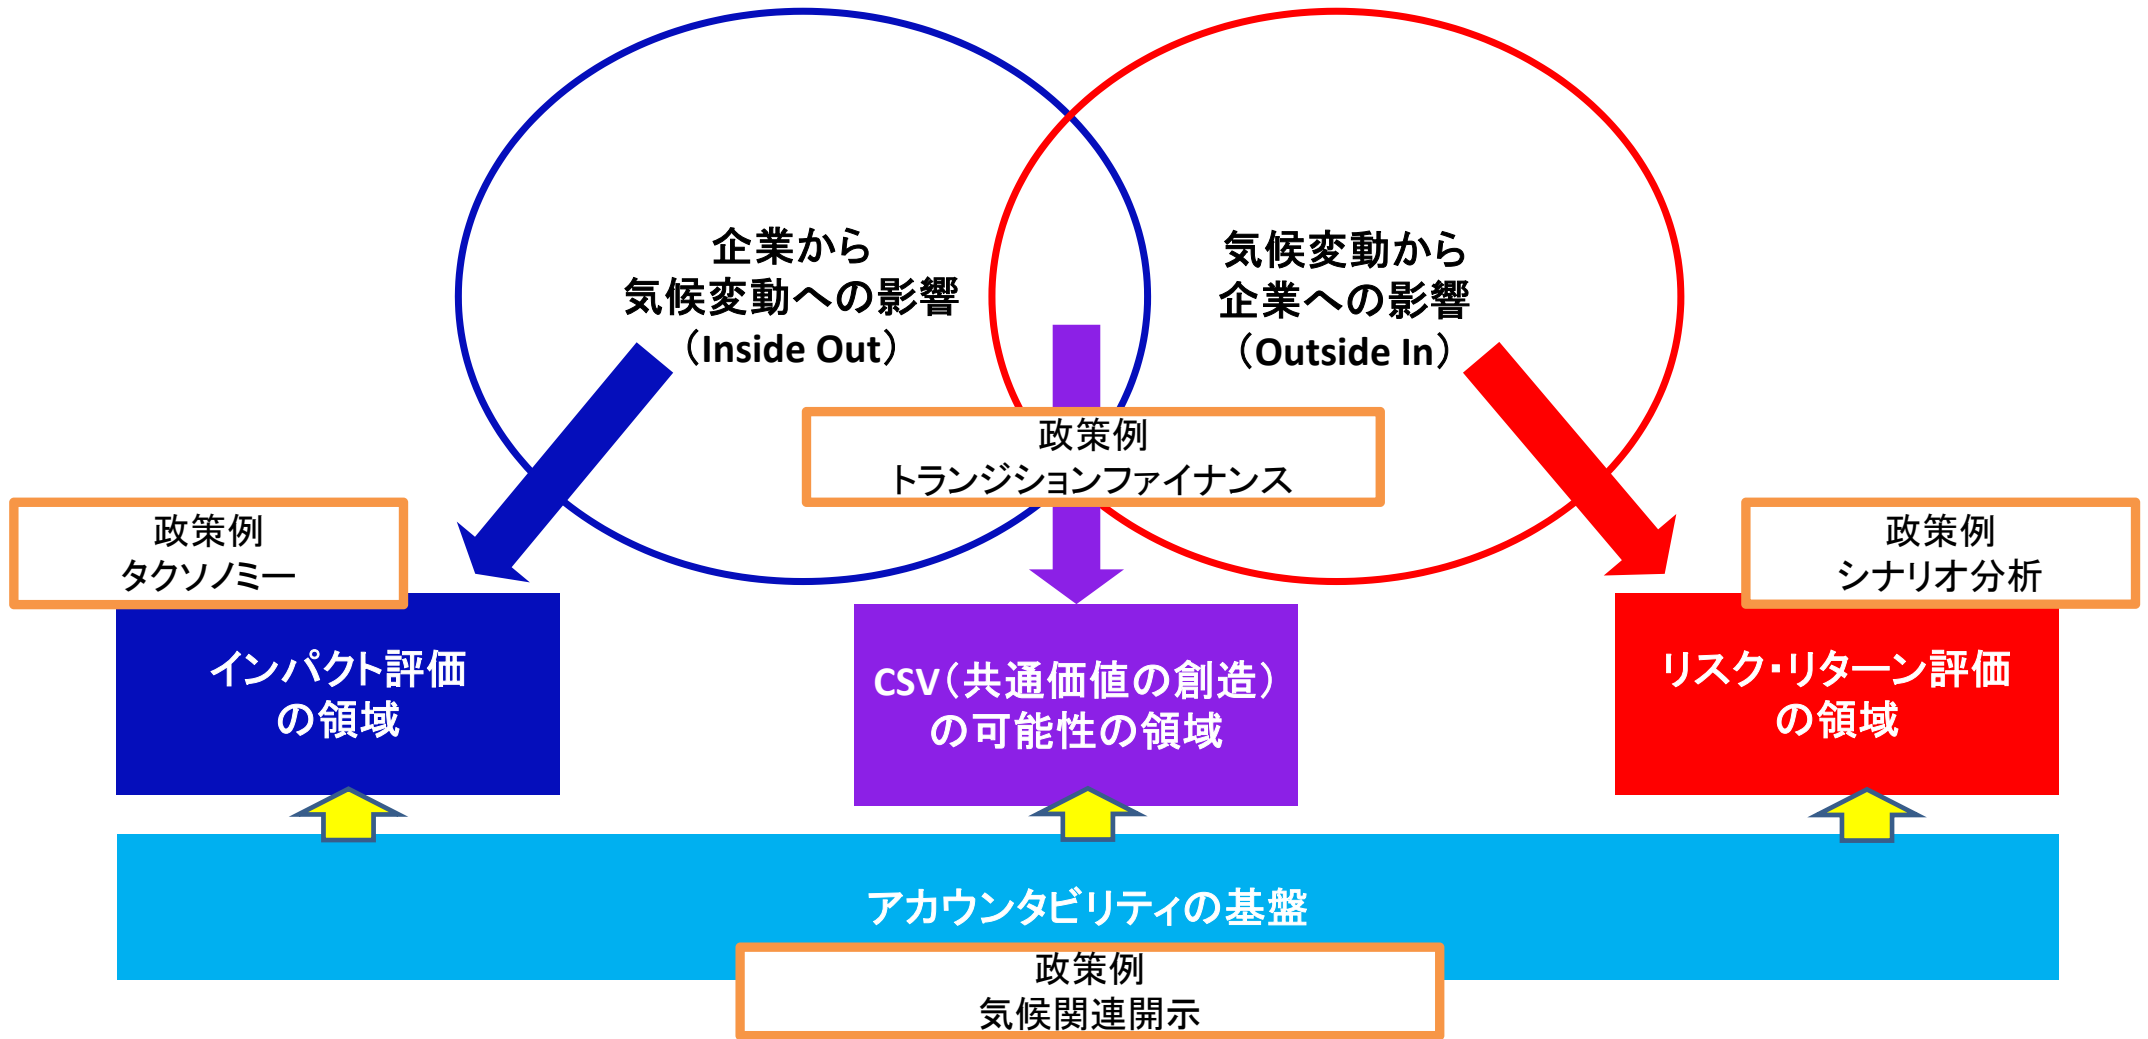 企業から
気候変動への影響
（Inside Out）
気候変動から
企業への影響
（Outside In）
政策例
トランジションファイナンス
政策例
タクソノミー
政策例
シナリオ分析
インパクト評価
の領域
CSV（共通価値の創造）
の可能性の領域
リスク・リターン評価
の領域
アカウンタビリティの基盤
政策例
気候関連開示